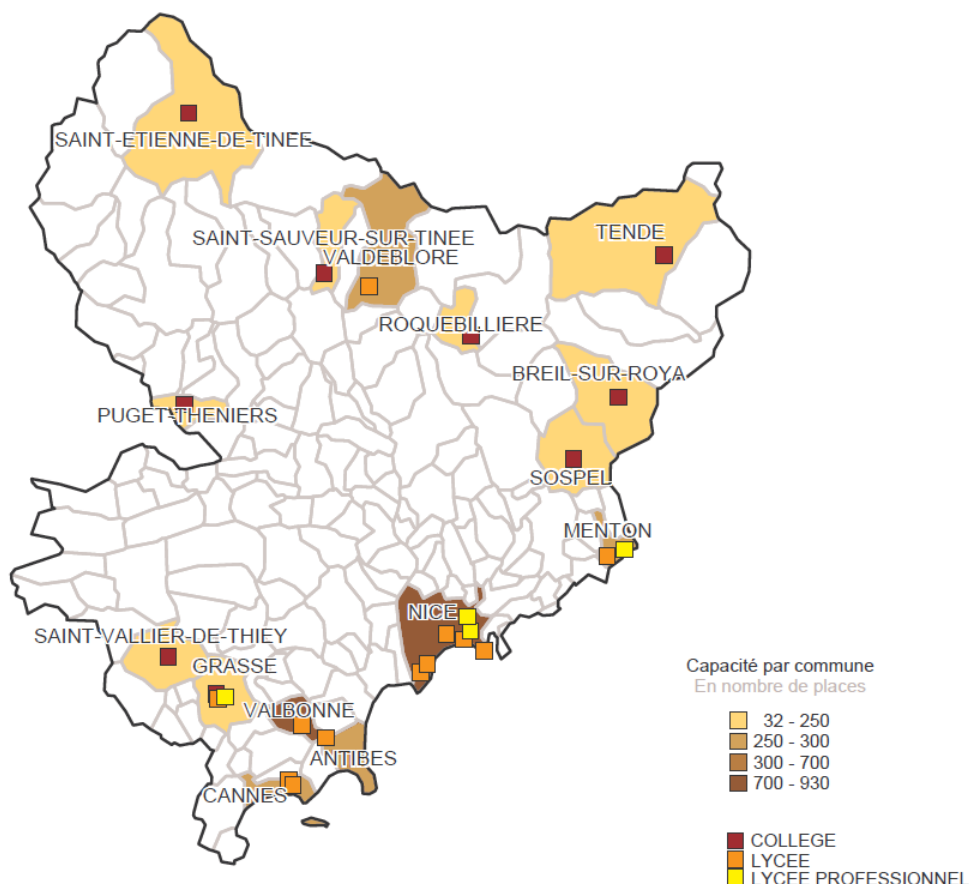 SAINT-ETIENNE-DE-TINEE
SAINT-SAUVEUR-SUR-TINEE
TENDE
VALDEBLORE
ROQUEBILLIERE
BREIL-SUR-ROYA
PUGET-THENIERS
SOSPEL
MENTON
NICE
SAINT-VALLIER-DE-THIEY
GRASSE
VALBONNE
ANTIBES
CANNES
Capacité par commune
En nombre de places
32 - 250
250 - 300
300 - 700
700 - 930
COLLEGE
LYCEE
LYCEE PROFESSIONNEL